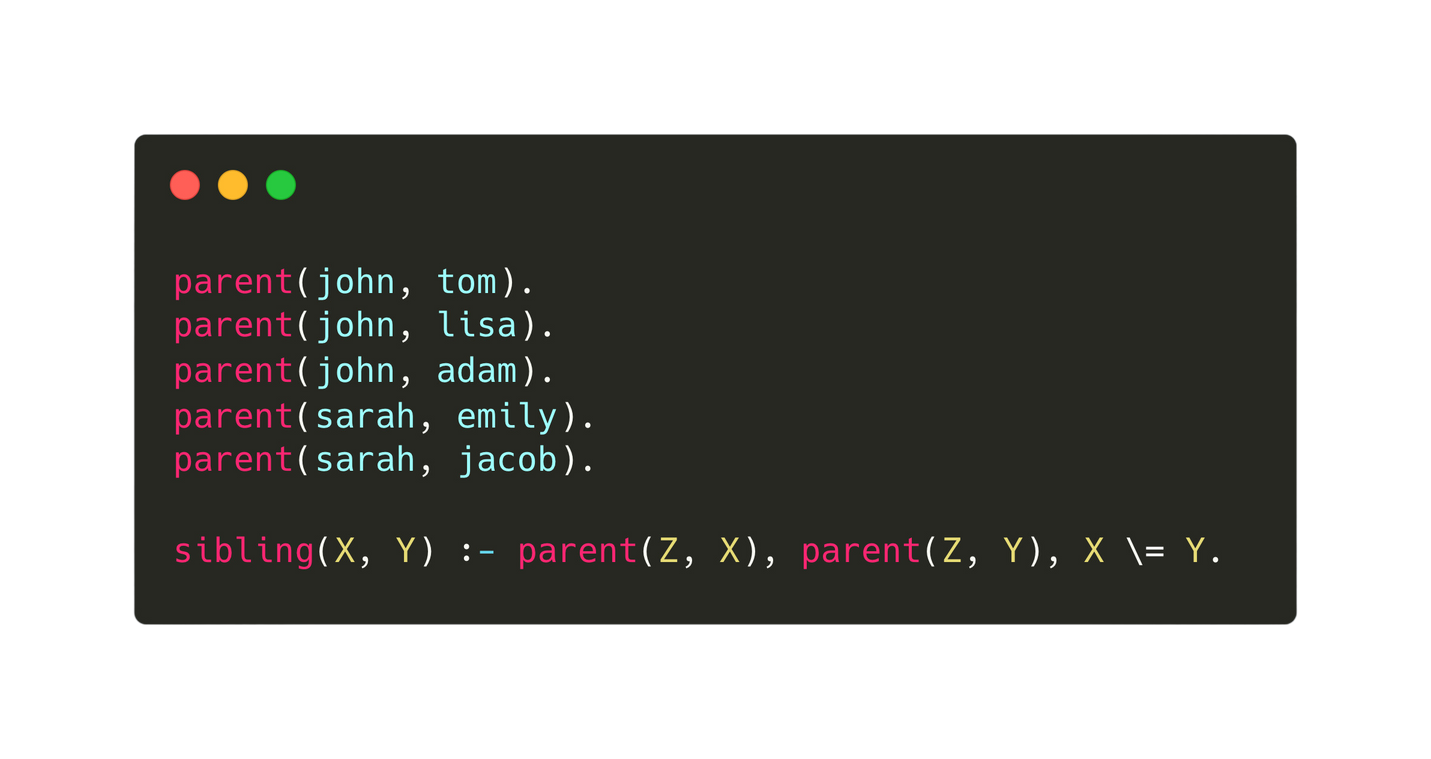 parent(john, tom).
parent(john, lisa).
parent(john, adam).
parent(sarah, emily).
parent(sarah, jacob).
sibling(X, Y) :- parent(Z, X), parent(Z, Y), X \= Y.